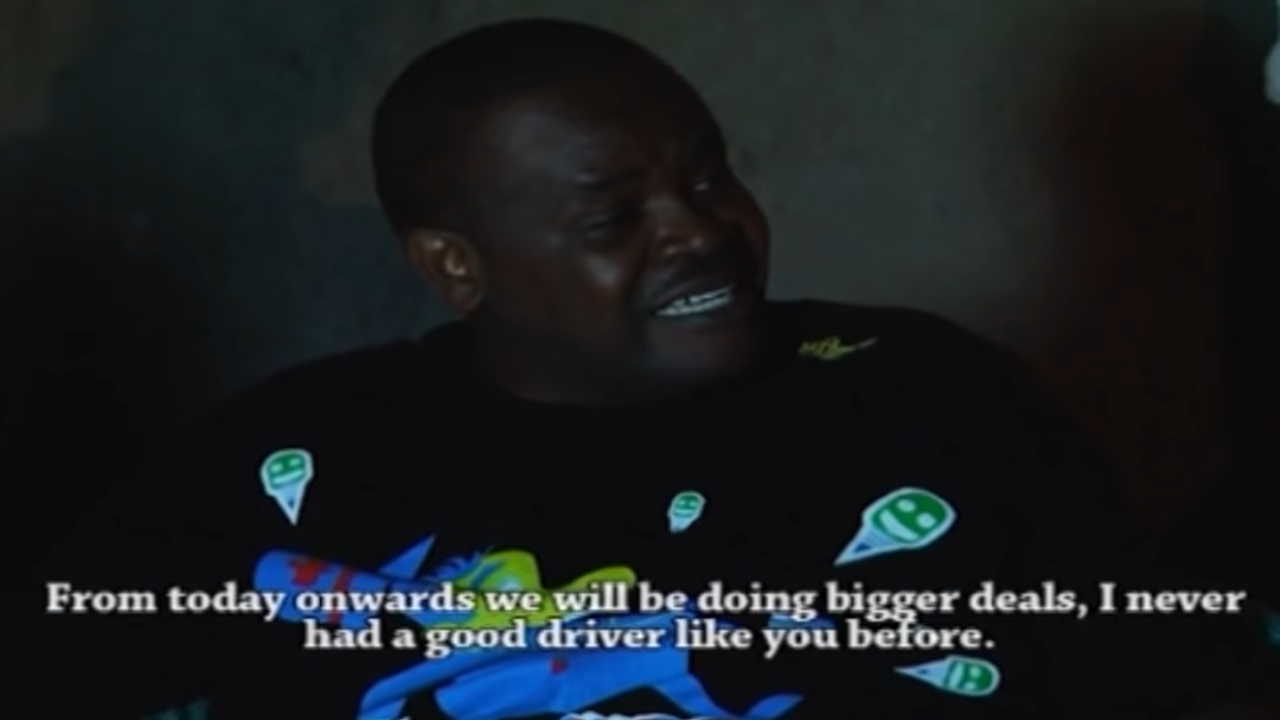 From today onwards we will be doing bigger deals, I never
had a good driver like you before.